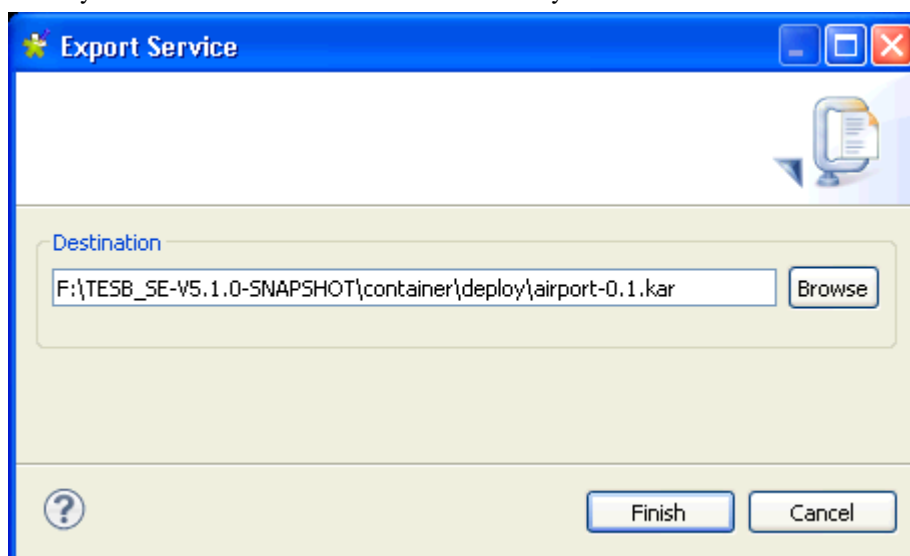 Export Service
Destination
F:\TESB_SE-V5.1.0-SNAPSHOT\container\deploy\airport-0.1.kar
Browse
Finish
Cancel